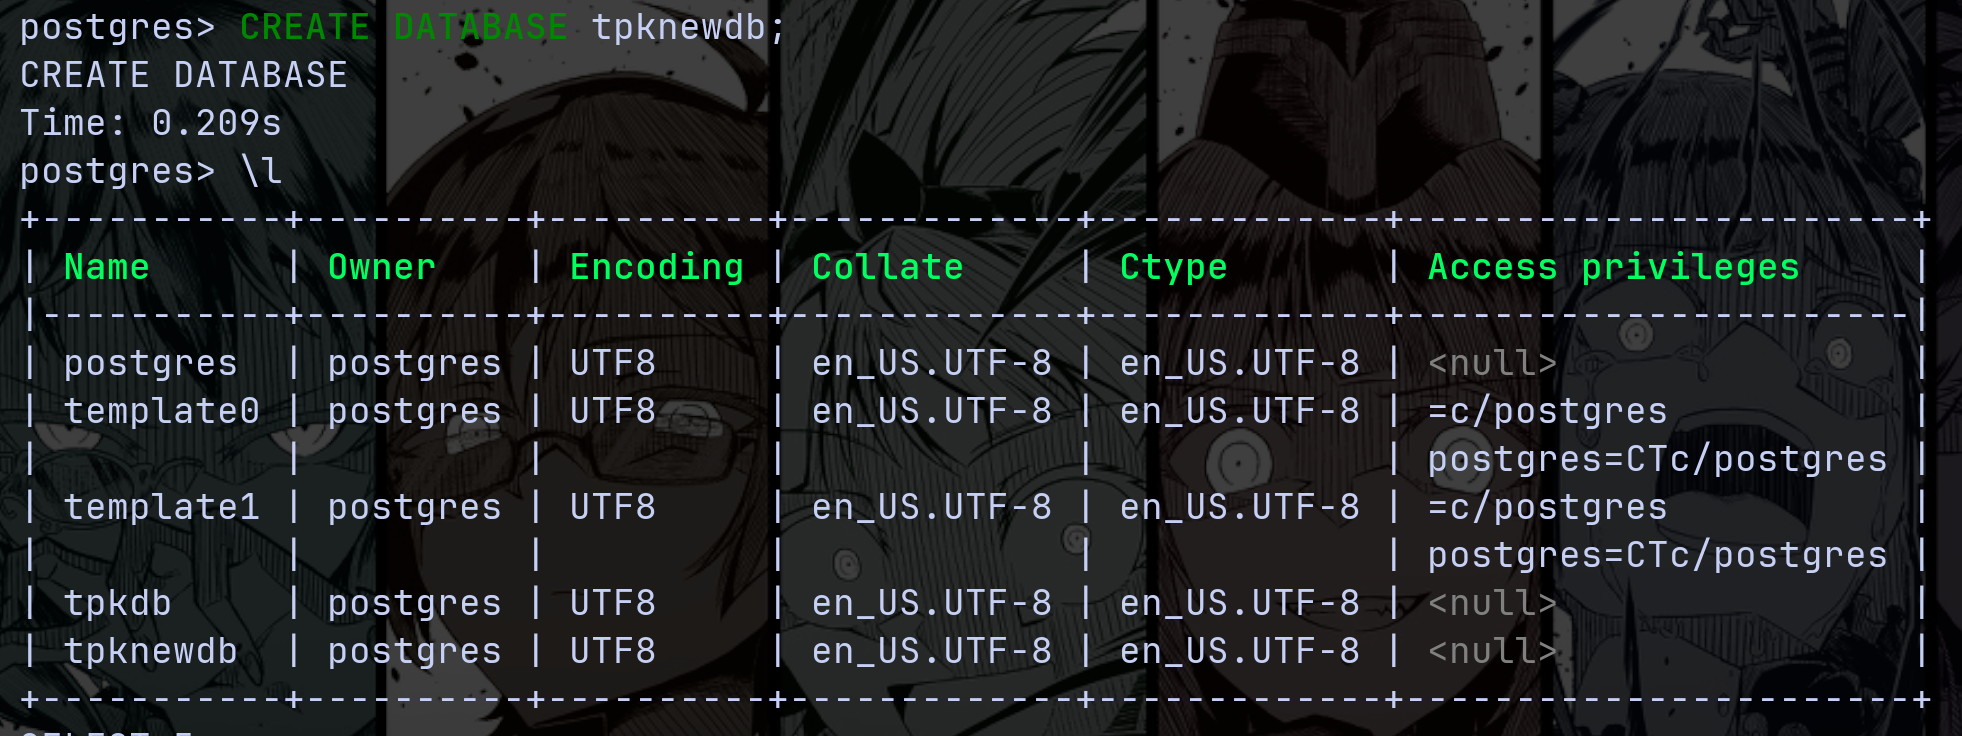 postgres> CREATE DATABASE tpknewdb;
CREATE DATABASE
Time: 0.209s
postgres> \l
+-----------+----------+----------+-------------+-------------+-----------------------+
| Name      | Owner    | Encoding | Collate     | Ctype       | Access privileges     |
|-----------+----------+----------+-------------+-------------+-----------------------|
| postgres  | postgres | UTF8     | en_US.UTF-8 | en_US.UTF-8 | <null>                |
| template0 | postgres | UTF8     | en_US.UTF-8 | en_US.UTF-8 | =c/postgres           |
|           |          |          |             |             | postgres=CTc/postgres |
| template1 | postgres | UTF8     | en_US.UTF-8 | en_US.UTF-8 | =c/postgres           |
|           |          |          |             |             | postgres=CTc/postgres |
| tpkdb     | postgres | UTF8     | en_US.UTF-8 | en_US.UTF-8 | <null>                |
| tpknewdb  | postgres | UTF8     | en_US.UTF-8 | en_US.UTF-8 | <null>                |
+-----------+----------+----------+-------------+-------------+-----------------------+